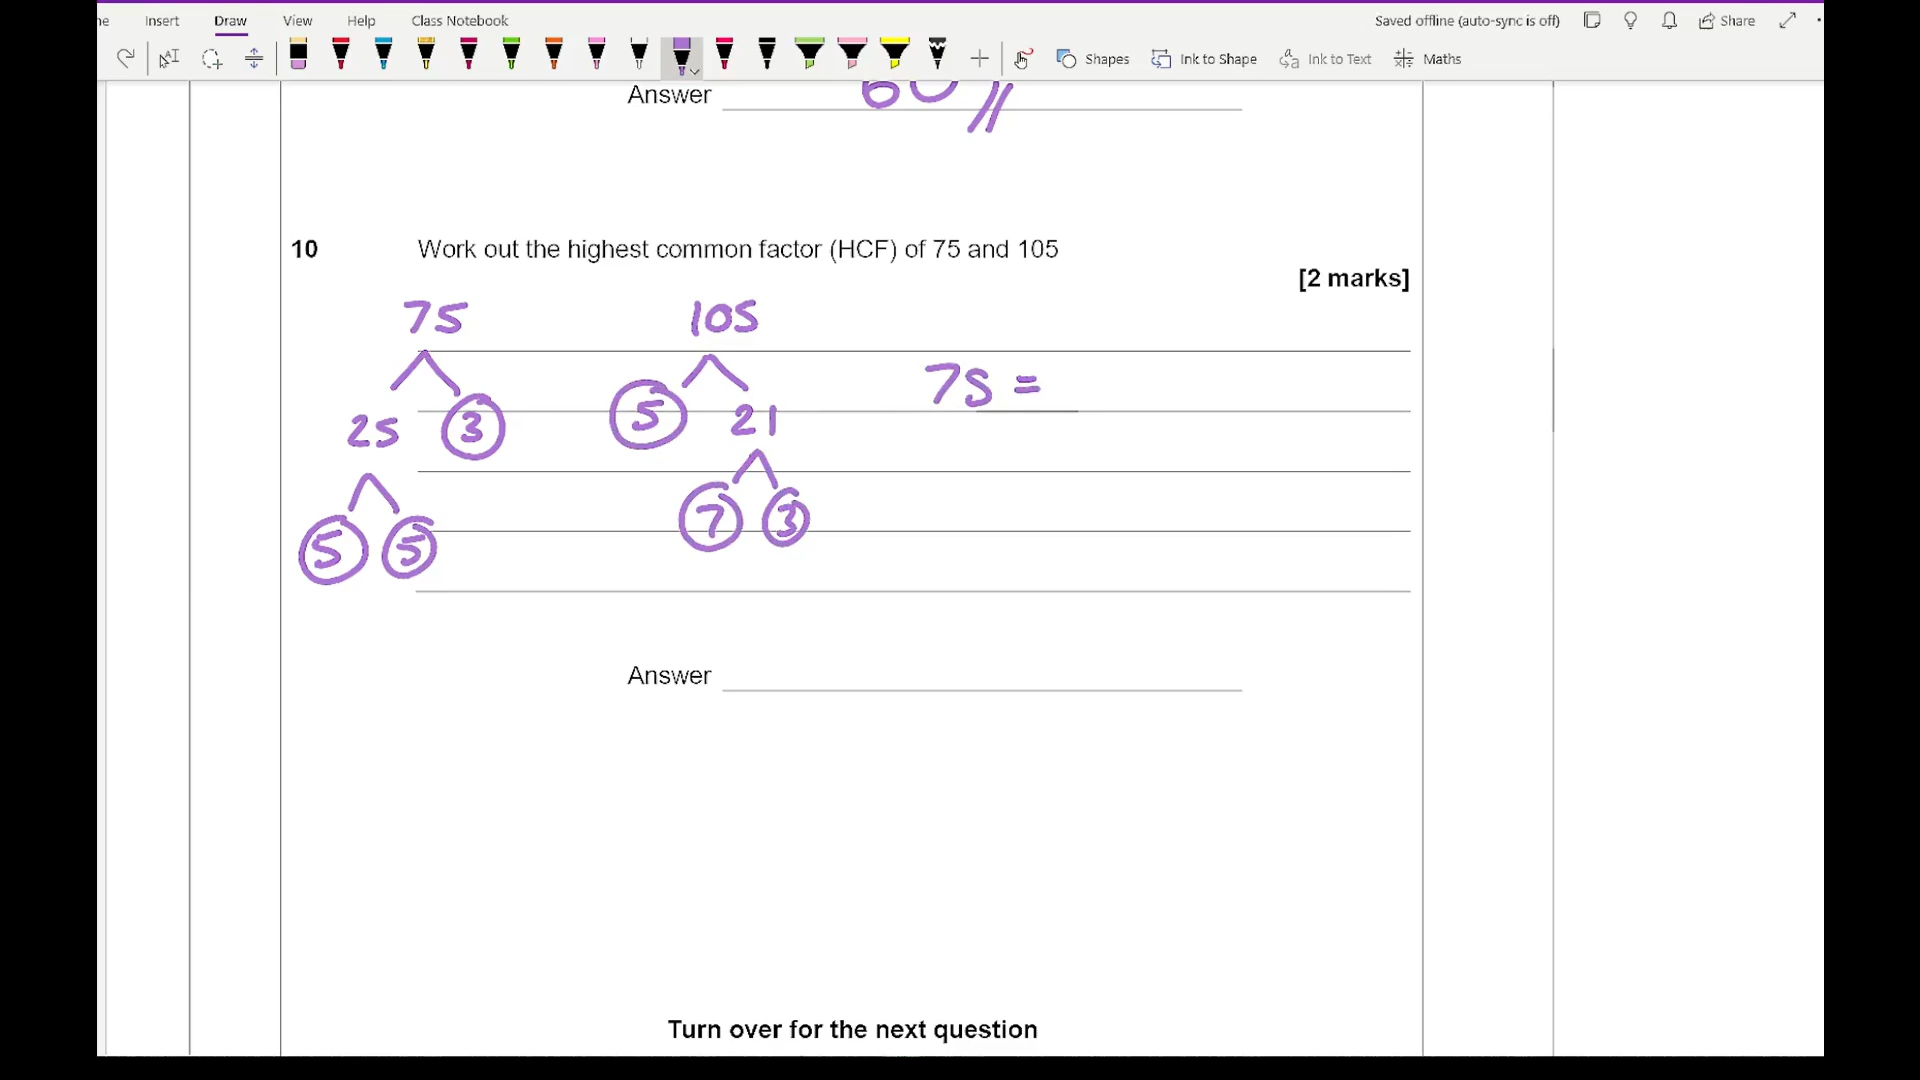 Insert Draw View Help Class Notebook Saved offline (auto-sync is off) Share
Shapes Ink to Shape Ink to Text Maths
Answer
10 Work out the highest common factor (HCF) of 75 and 105
[2 marks]
75 105
75 =
25 3 5 21
5 5 7 3
Answer
Turn over for the next question